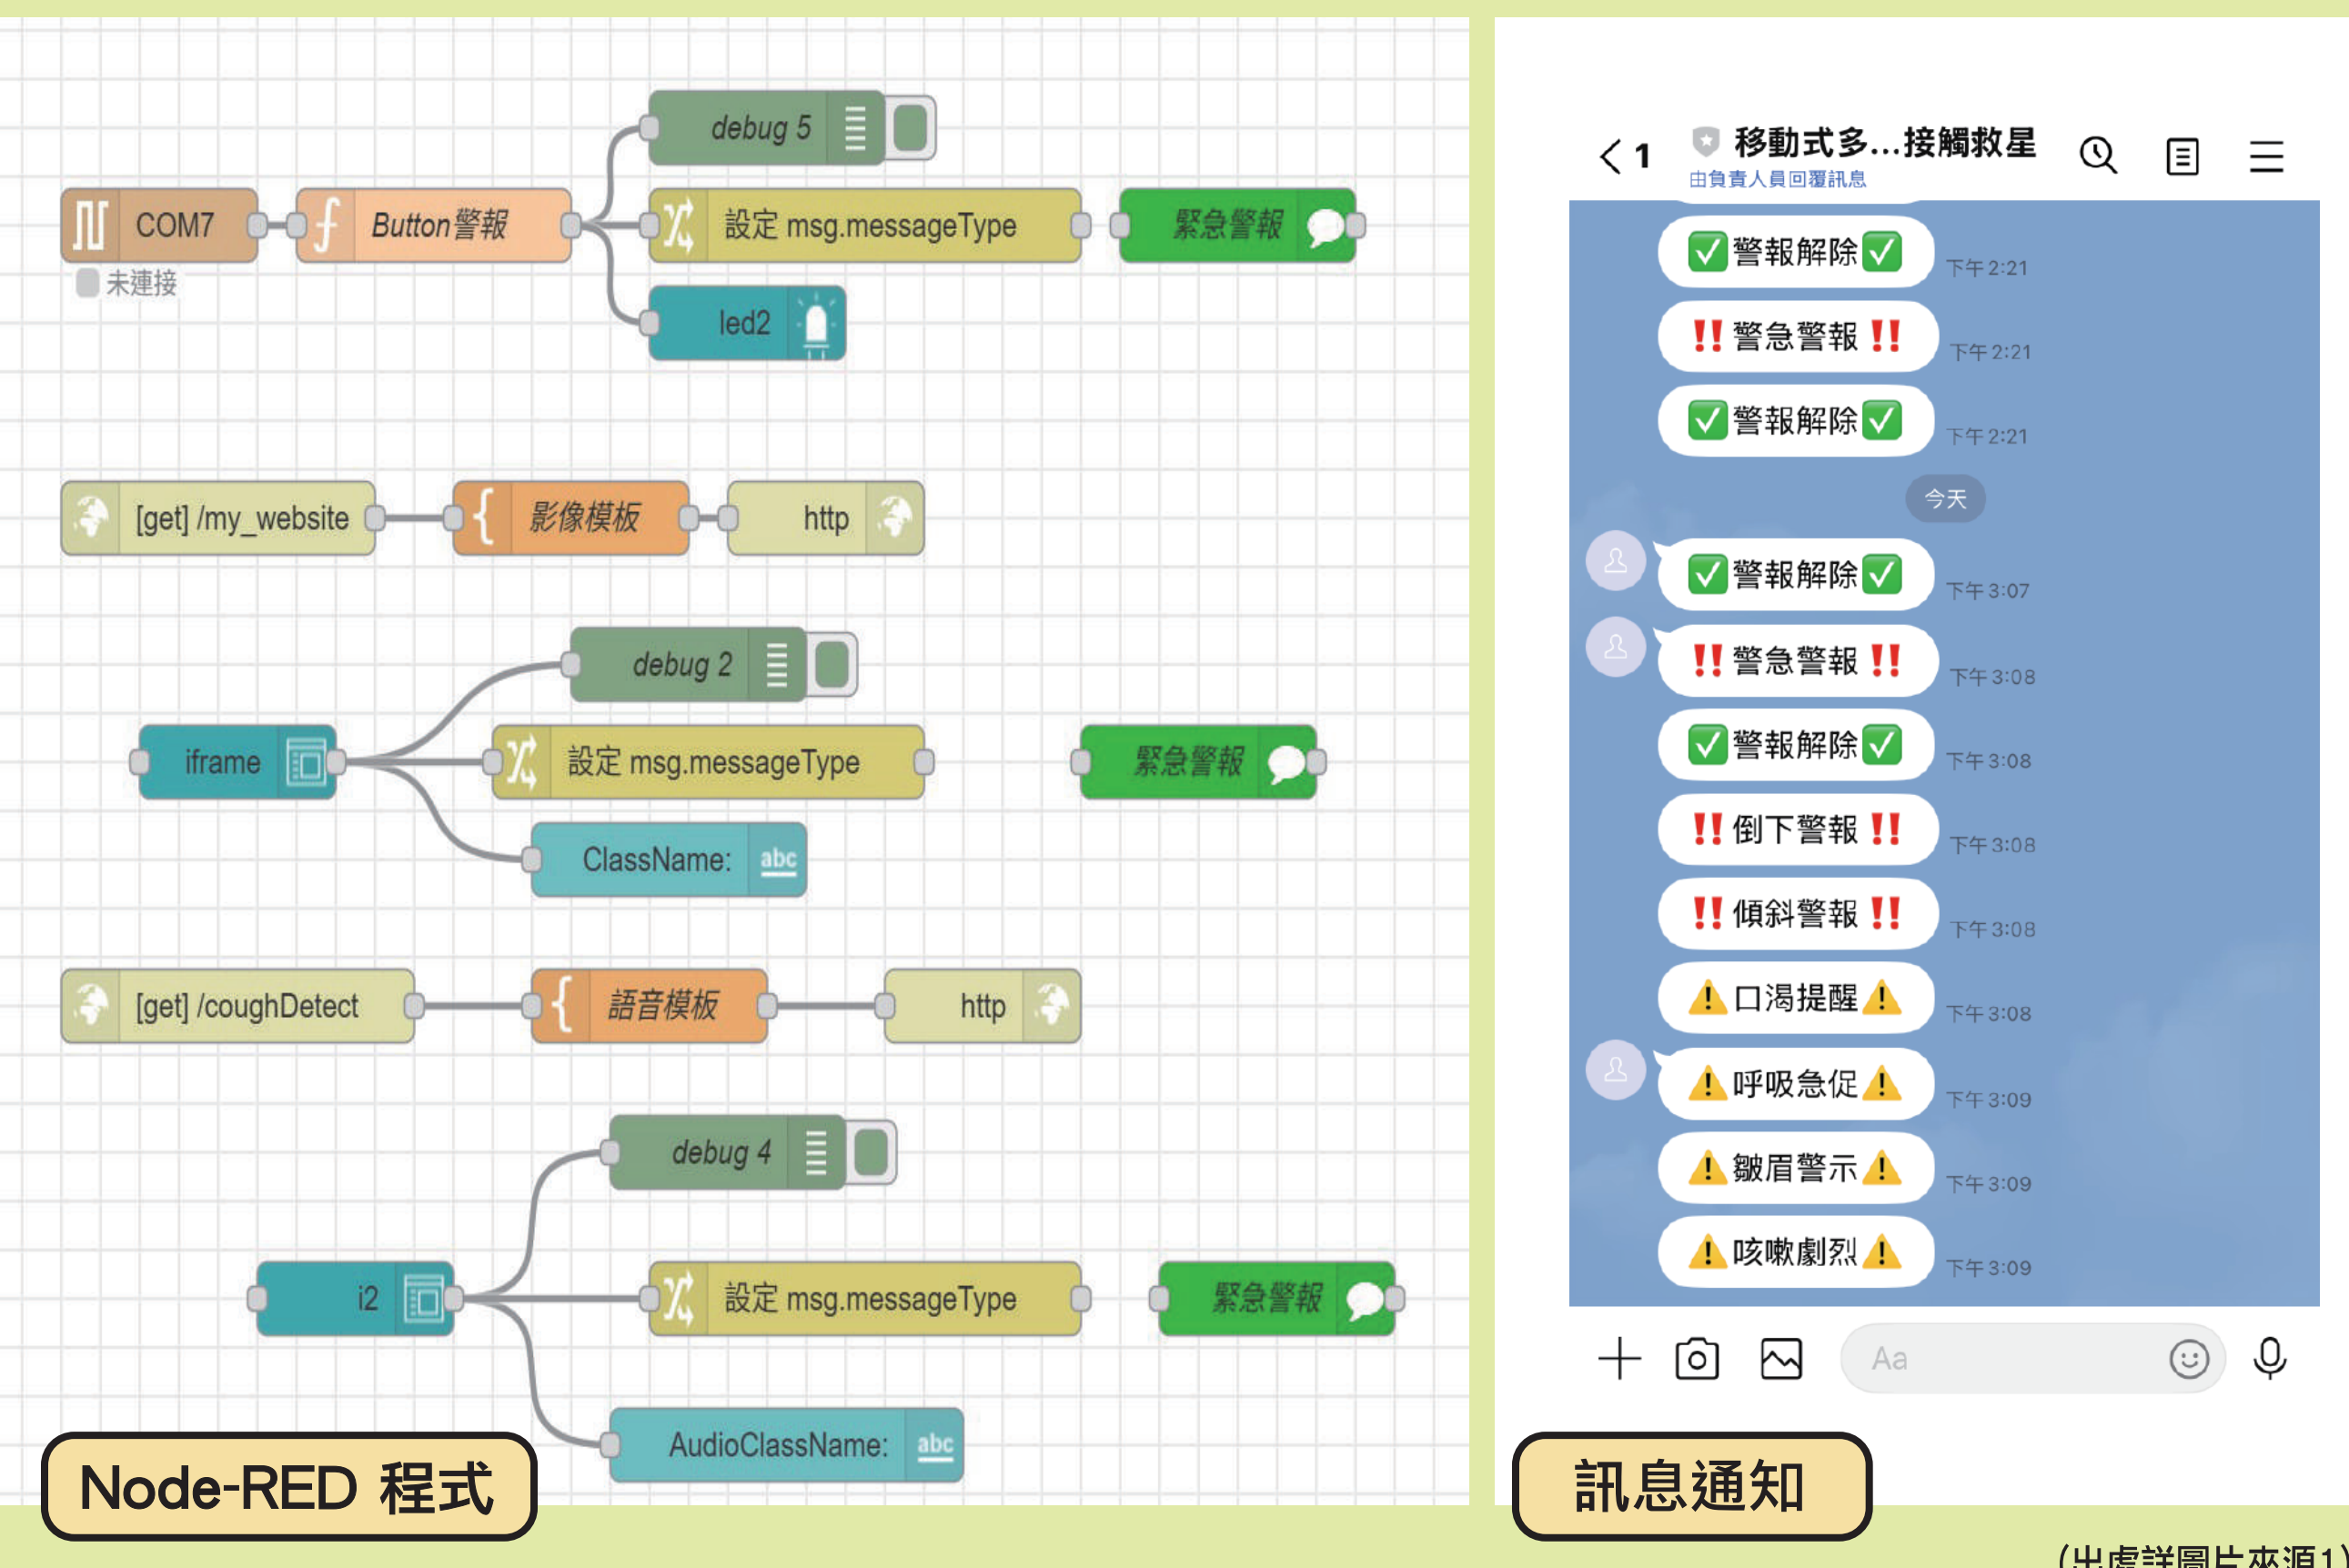 debug 5
COM7
Button警報
設定 msg.messageType
緊急警報
未連接
led2
[get] /my_website
影像模板
http
debug 2
iframe
設定 msg.messageType
緊急警報
ClassName:
abc
[get] /coughDetect
語音模板
http
debug 4
i2
設定 msg.messageType
緊急警報
AudioClassName:
abc
Node-RED 程式
1
移動式多...接觸救星
由負責人員回覆訊息
✅警報解除✅
下午 2:21
‼️警急警報‼️
下午 2:21
✅警報解除✅
下午 2:21
今天
✅警報解除✅
下午 3:07
‼️警急警報‼️
下午 3:08
✅警報解除✅
下午 3:08
‼️倒下警報‼️
下午 3:08
‼️傾斜警報‼️
下午 3:08
⚠️口渴提醒⚠️
下午 3:08
⚠️呼吸急促⚠️
下午 3:09
⚠️皺眉警示⚠️
下午 3:09
⚠️咳嗽劇烈⚠️
下午 3:09
Aa
訊息通知
(出處詳圖片來源1)